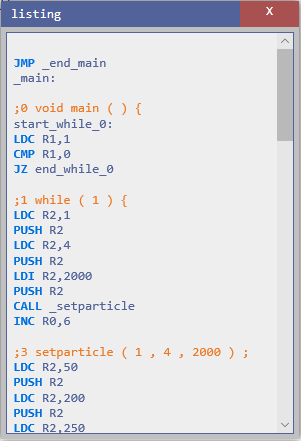 listing
X
JMP _end_main
_main:
;0 void main ( ) {
start_while_0:
LDC R1,1
CMP R1,0
JZ end_while_0
;1 while ( 1 ) {
LDC R2,1
PUSH R2
LDC R2,4
PUSH R2
LDI R2,2000
PUSH R2
CALL _setparticle
INC R0,6
;3 setparticle ( 1 , 4 , 2000 ) ;
LDC R2,50
PUSH R2
LDC R2,200
PUSH R2
LDC R2,250